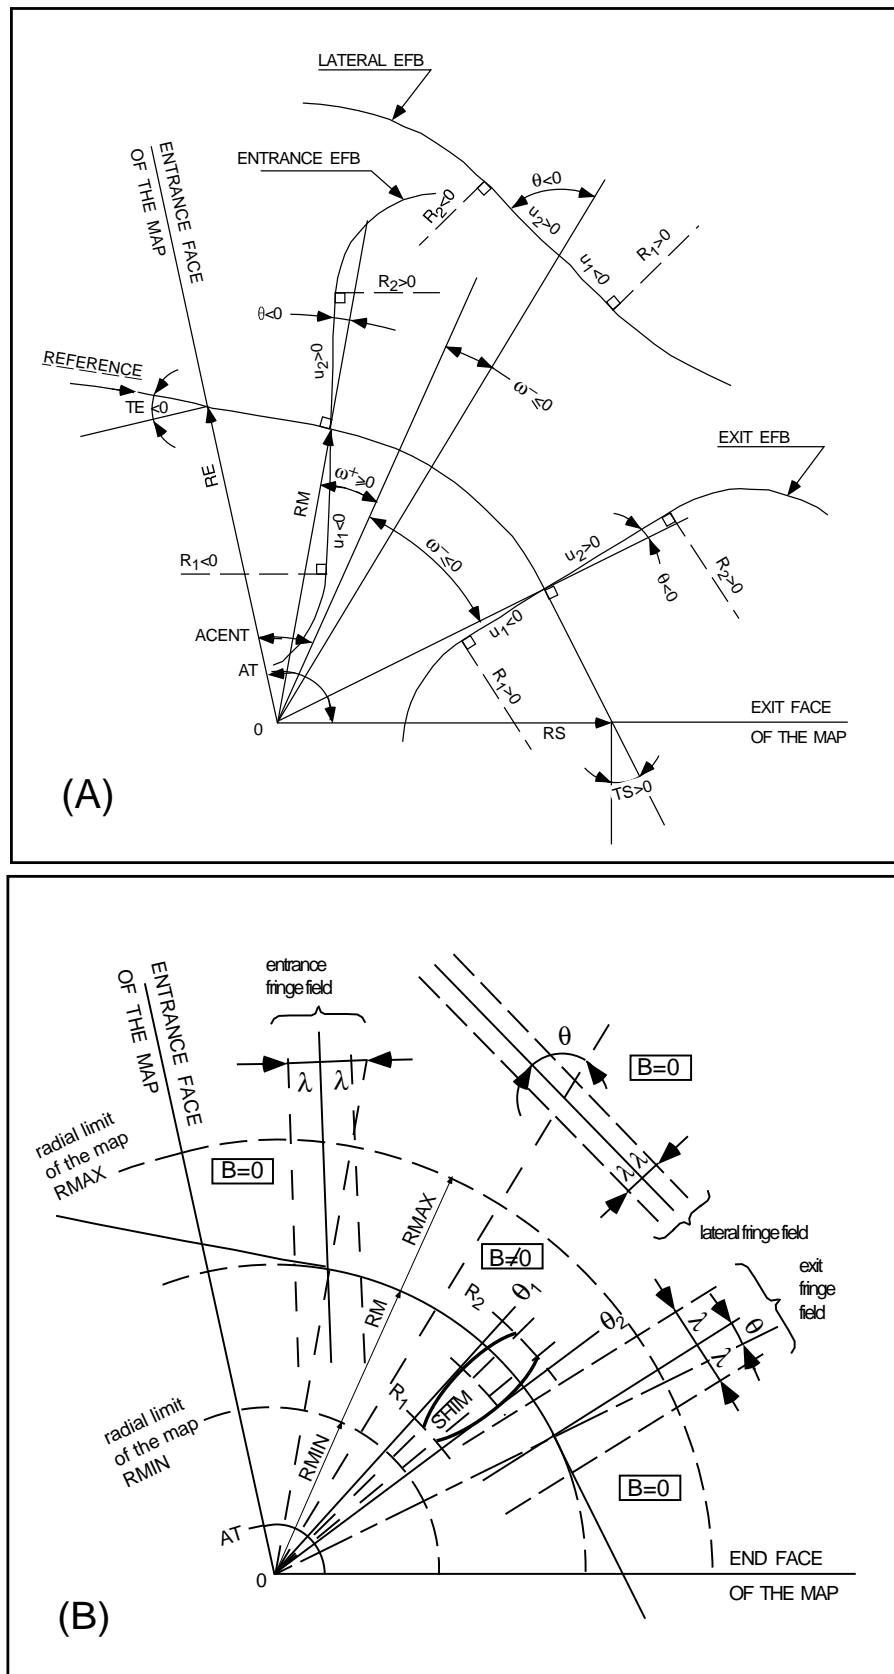 LATERAL EFB
ENTRANCE EFB
ENTRANCE FACE
OF THE MAP
R2<0
θ<0
u2>0
R1>0
u1<0
R2>0
θ<0
u2>0
REFERENCE
TE <0
RE
RM
ω+ ⩾0
u1<0
ω− ⩽0
ω− ⩽0
EXIT EFB
u2>0
R2>0
θ<0
R1<0
u1<0
R1>0
ACENT
AT
0
RS
EXIT FACE
OF THE MAP
TS>0
(A)
entrance
fringe field
ENTRANCE FACE
OF THE MAP
λ
λ
θ
B=0
radial limit
of the map
RMAX
B=0
RMAX
λ
λ
lateral fringe field
B≠0
exit
fringe
field
R2
θ1
θ2
RM
λ
λ
θ
R1
SHIM
radial limit
of the map
RMIN
RMIN
B=0
AT
0
END FACE
OF THE MAP
(B)